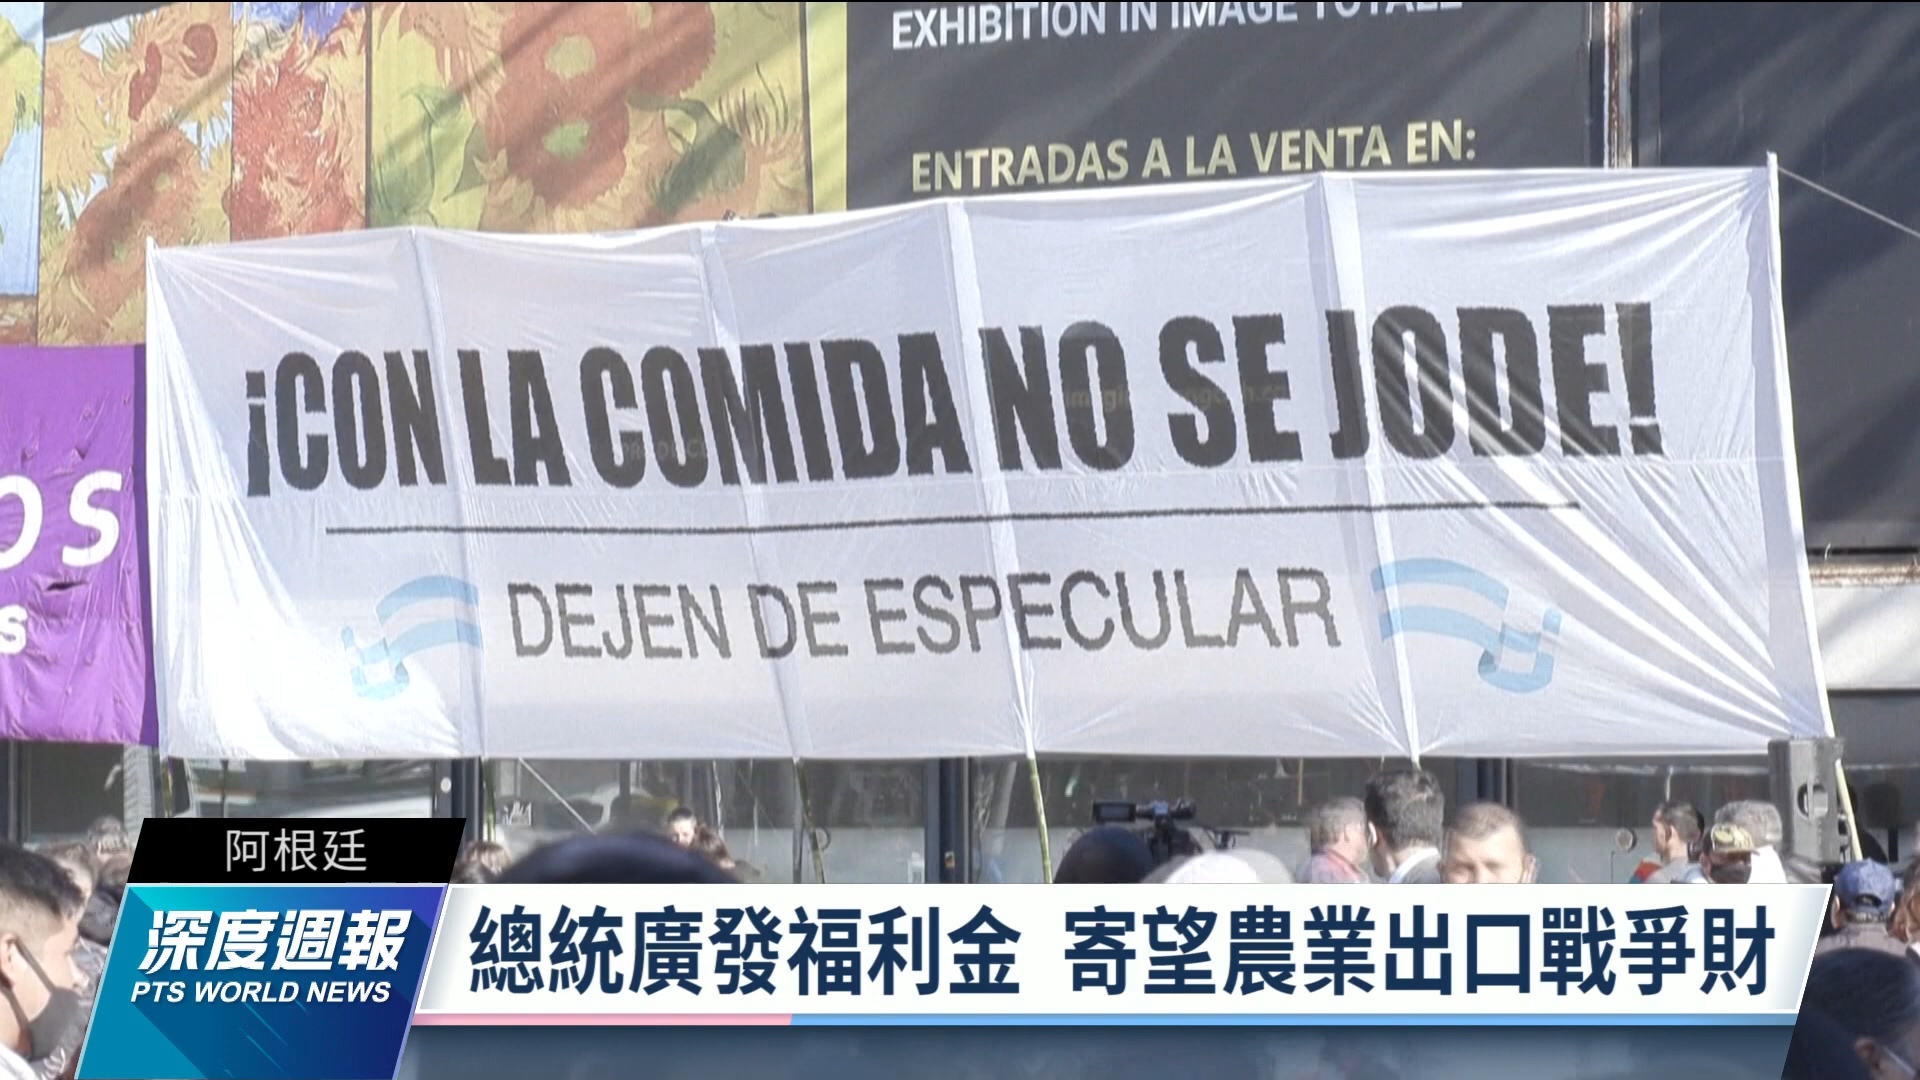 EXHIBITION IN IMAGE TOTALE
ENTRADAS A LA VENTA EN:
OS
s
¡CON LA COMIDA NO SE JODE!
DEJEN DE ESPECULAR
阿根廷
深度週報
PTS WORLD NEWS
總統廣發福利金 寄望農業出口戰爭財